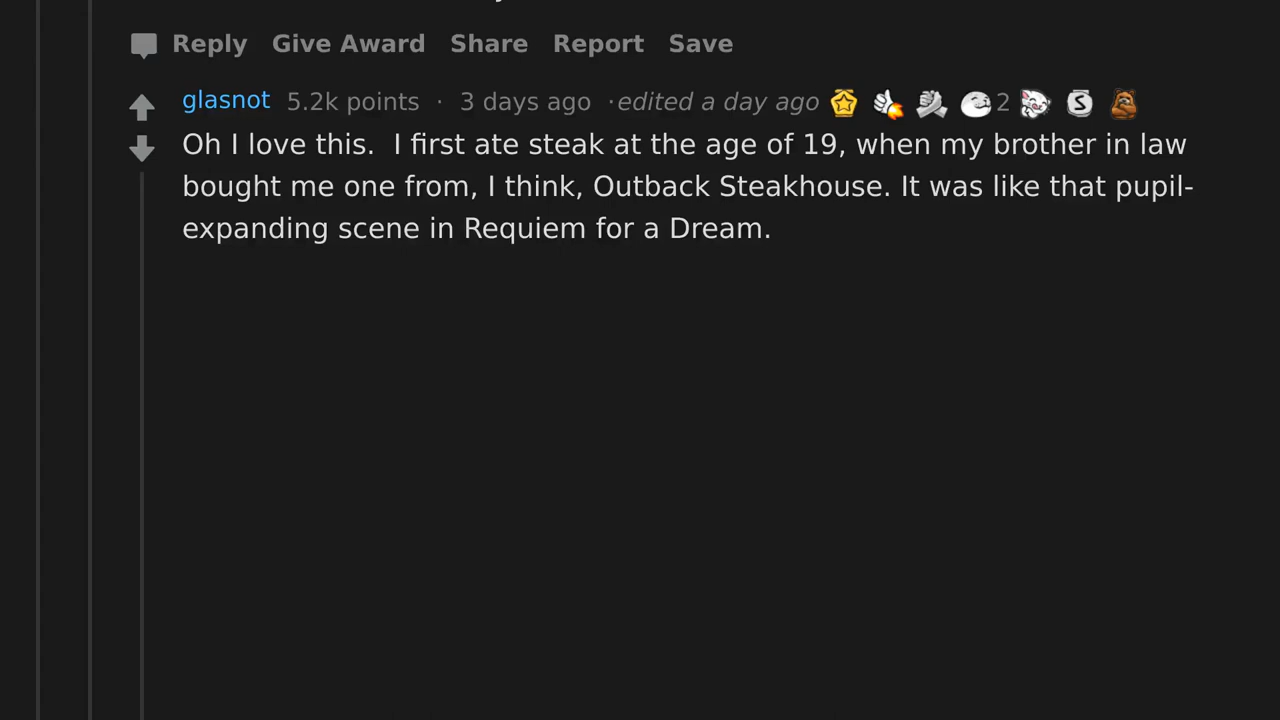 Reply Give Award Share Report Save
glasnot 5.2k points · 3 days ago · edited a day ago 2
Oh I love this.  I first ate steak at the age of 19, when my brother in law
bought me one from, I think, Outback Steakhouse. It was like that pupil-
expanding scene in Requiem for a Dream.